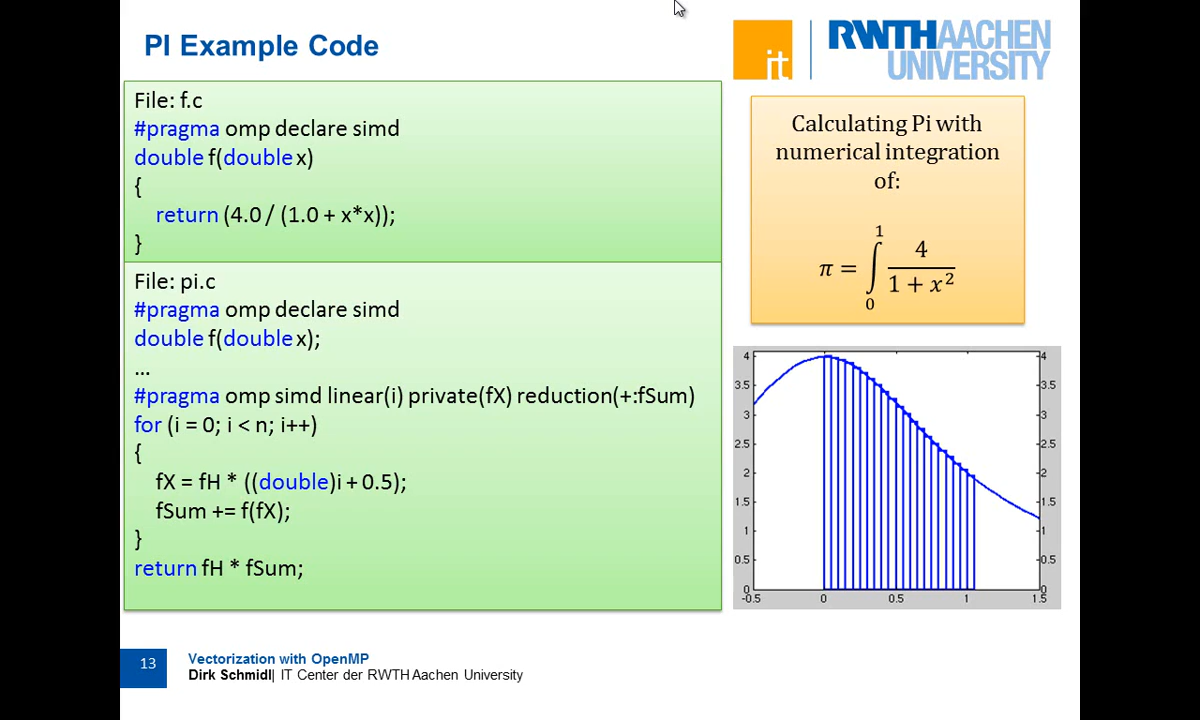 PI Example Code
it
RWTHAACHEN
UNIVERSITY
File: f.c
#pragma omp declare simd
double f(double x)
{
return (4.0 / (1.0 + x*x));
}
File: pi.c
#pragma omp declare simd
double f(double x);
...
#pragma omp simd linear(i) private(fX) reduction(+:fSum)
for (i = 0; i < n; i++)
{
fX = fH * ((double)i + 0.5);
fSum += f(fX);
}
return fH * fSum;
Calculating Pi with
numerical integration
of:
1
π = ∫ 4
1 + x²
0
4 4
3.5 3.5
3 3
2.5 2.5
2 2
1.5 1.5
1 1
0.5 0.5
0 0
-0.5 0 0.5 1 1.5
13
Vectorization with OpenMP
Dirk Schmidl| IT Center der RWTH Aachen University